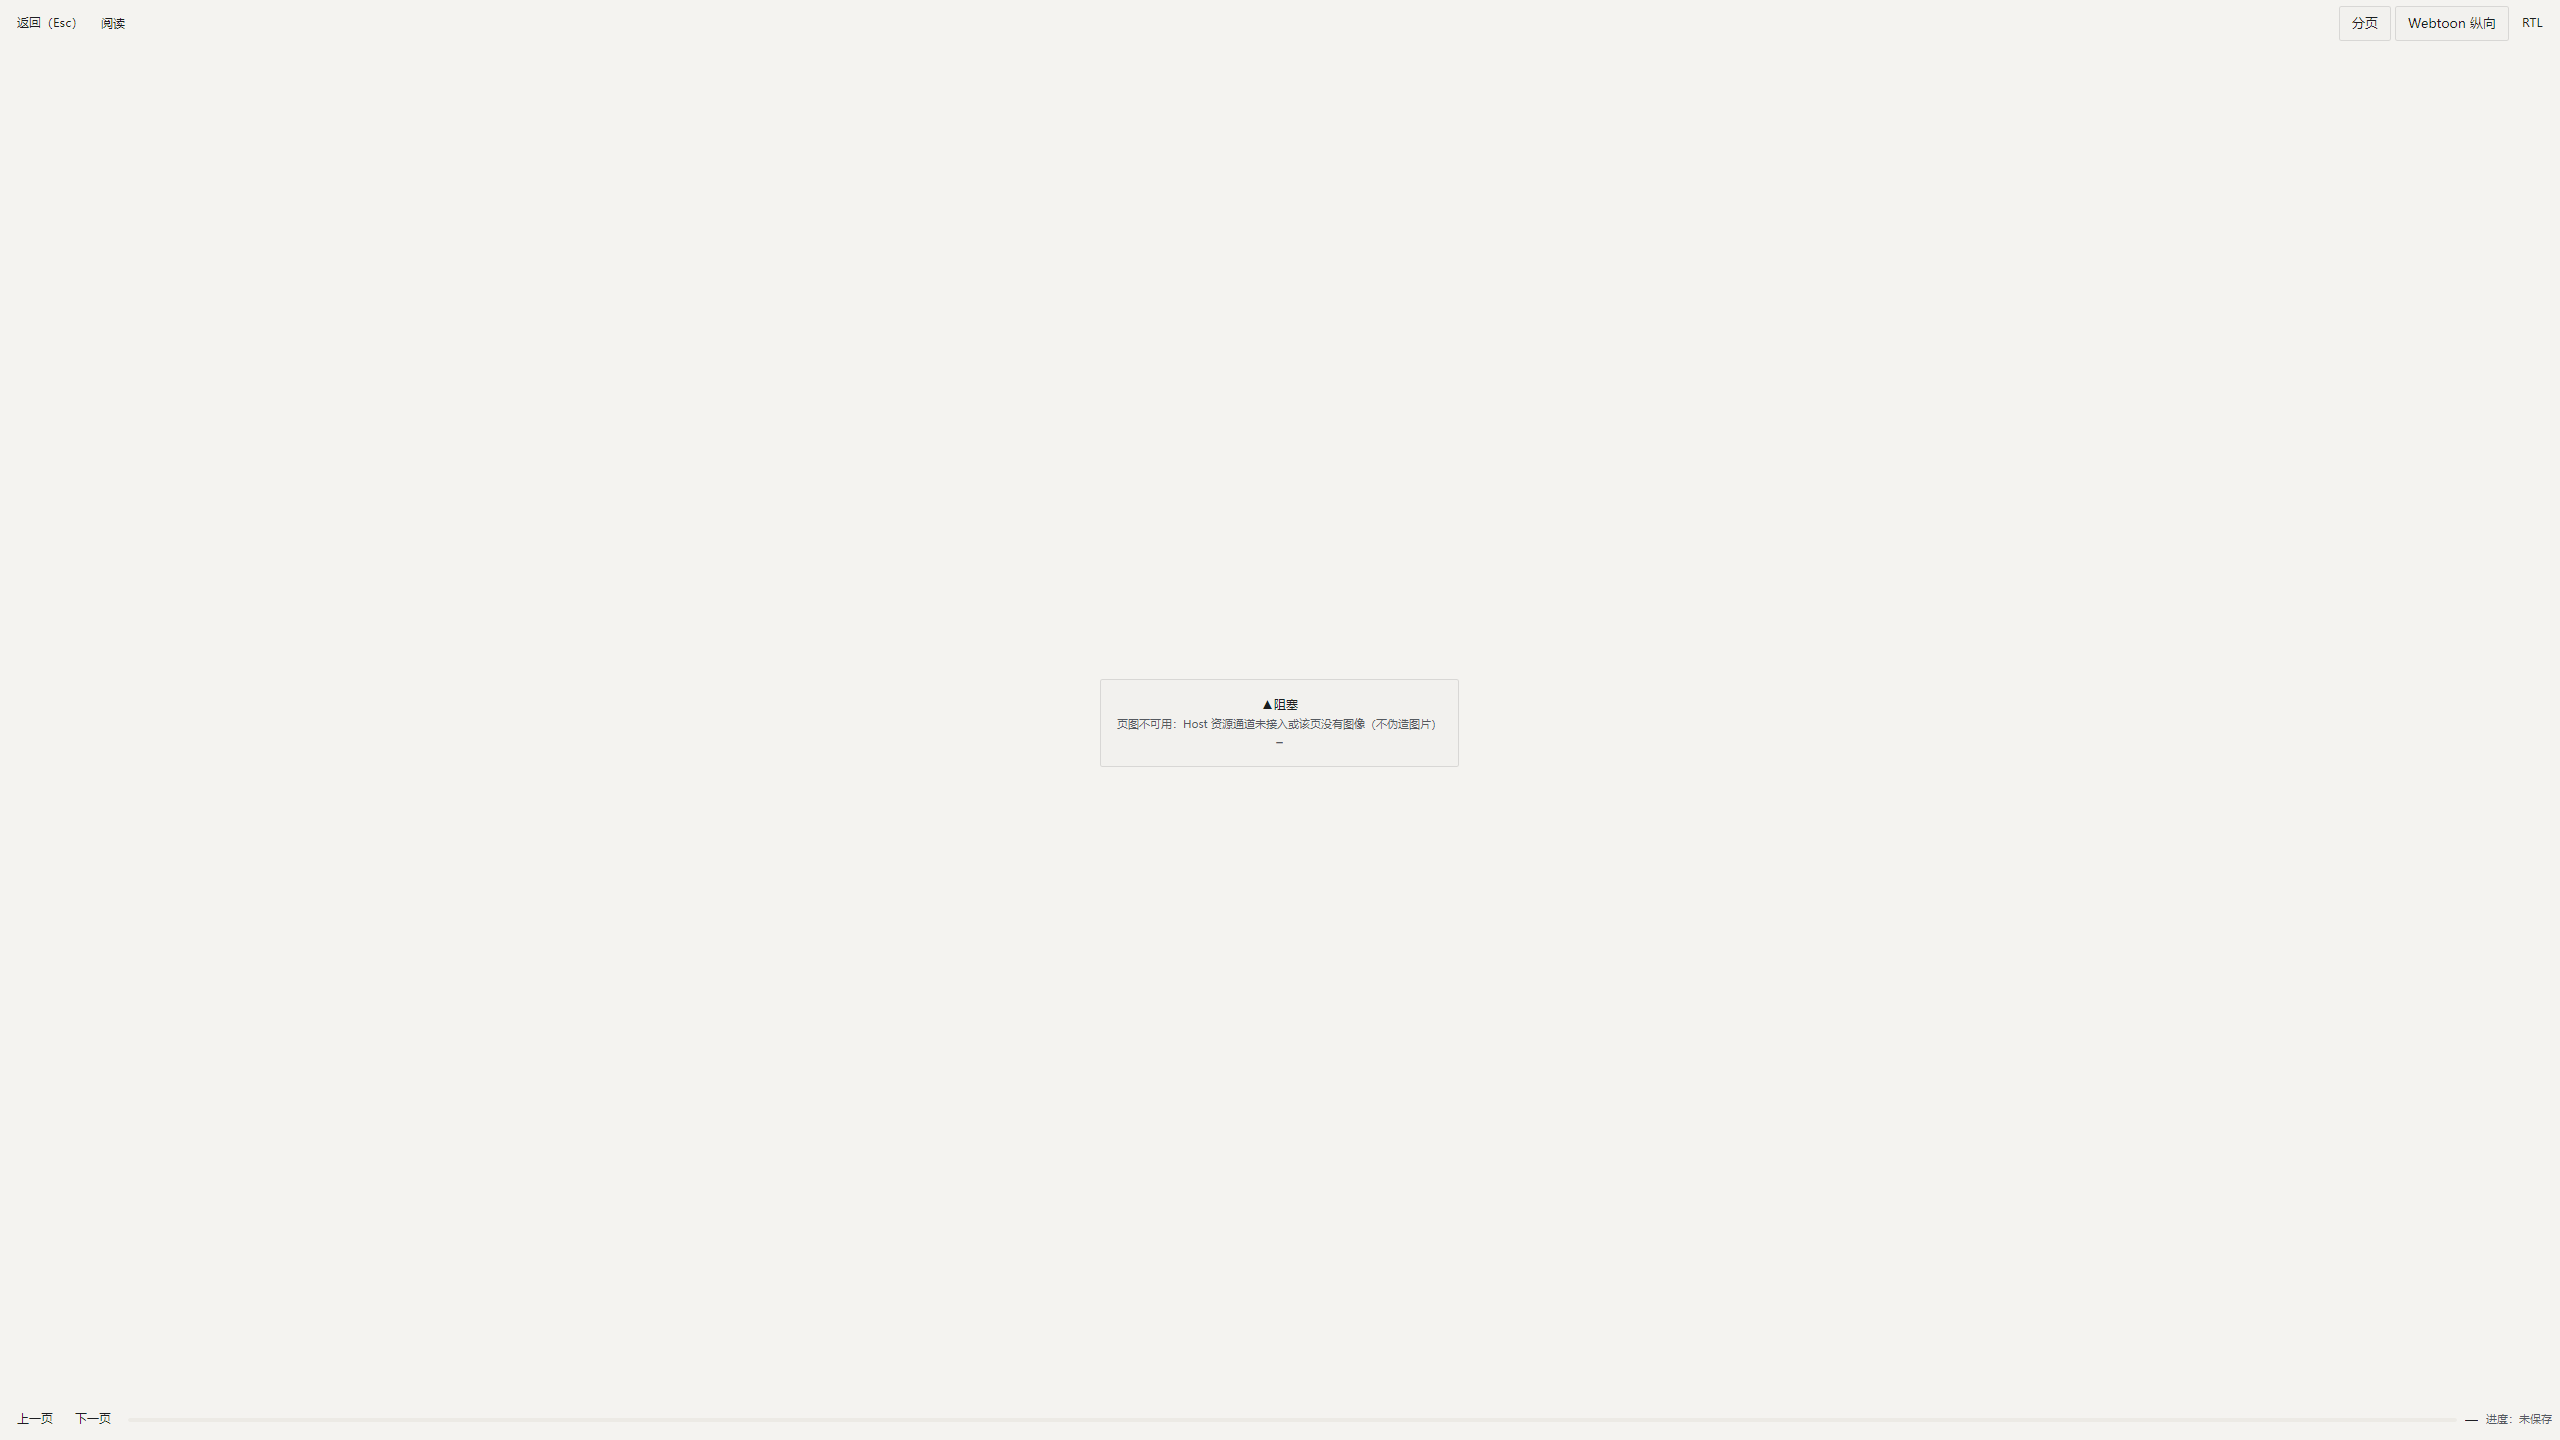 返回（Esc） 阅读 分页 Webtoon 纵向 RTL
▲阻塞
页图不可用：Host 资源通道未接入或该页没有图像（不伪造图片）
—
上一页 下一页 — 进度：未保存